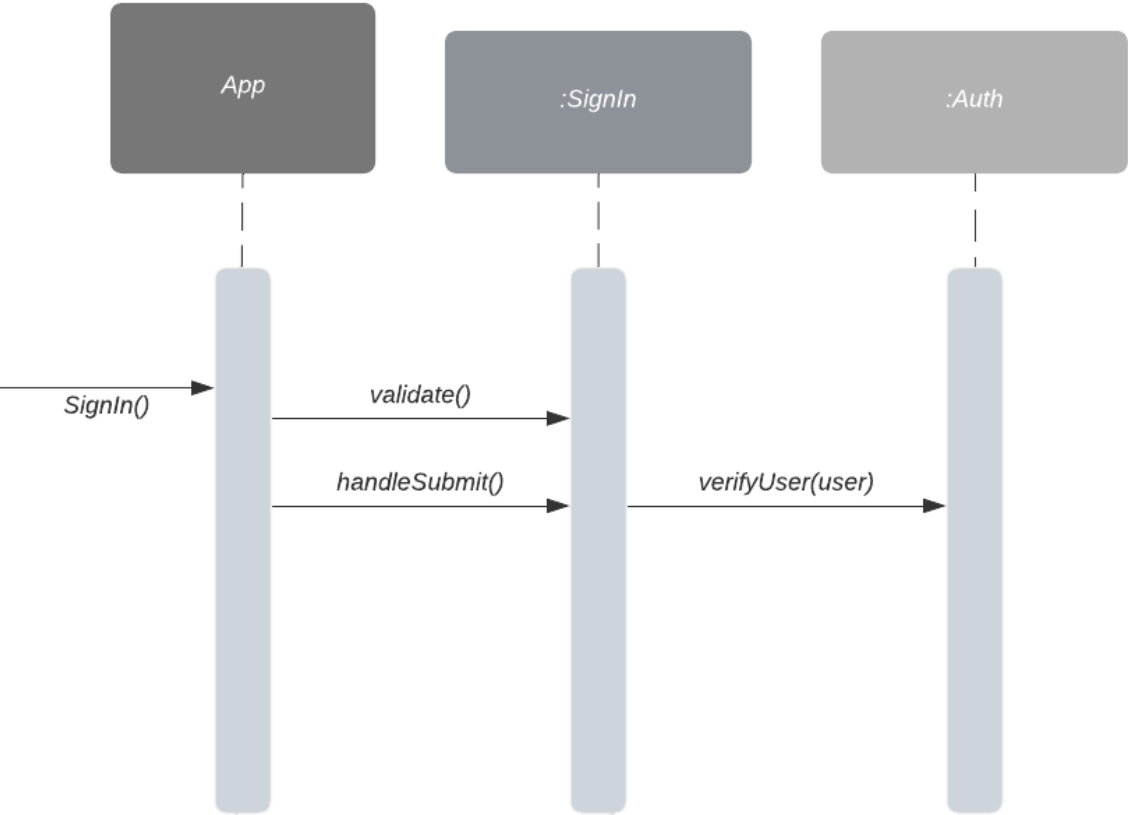 App
:SignIn
:Auth
SignIn()
validate()
handleSubmit()
verifyUser(user)